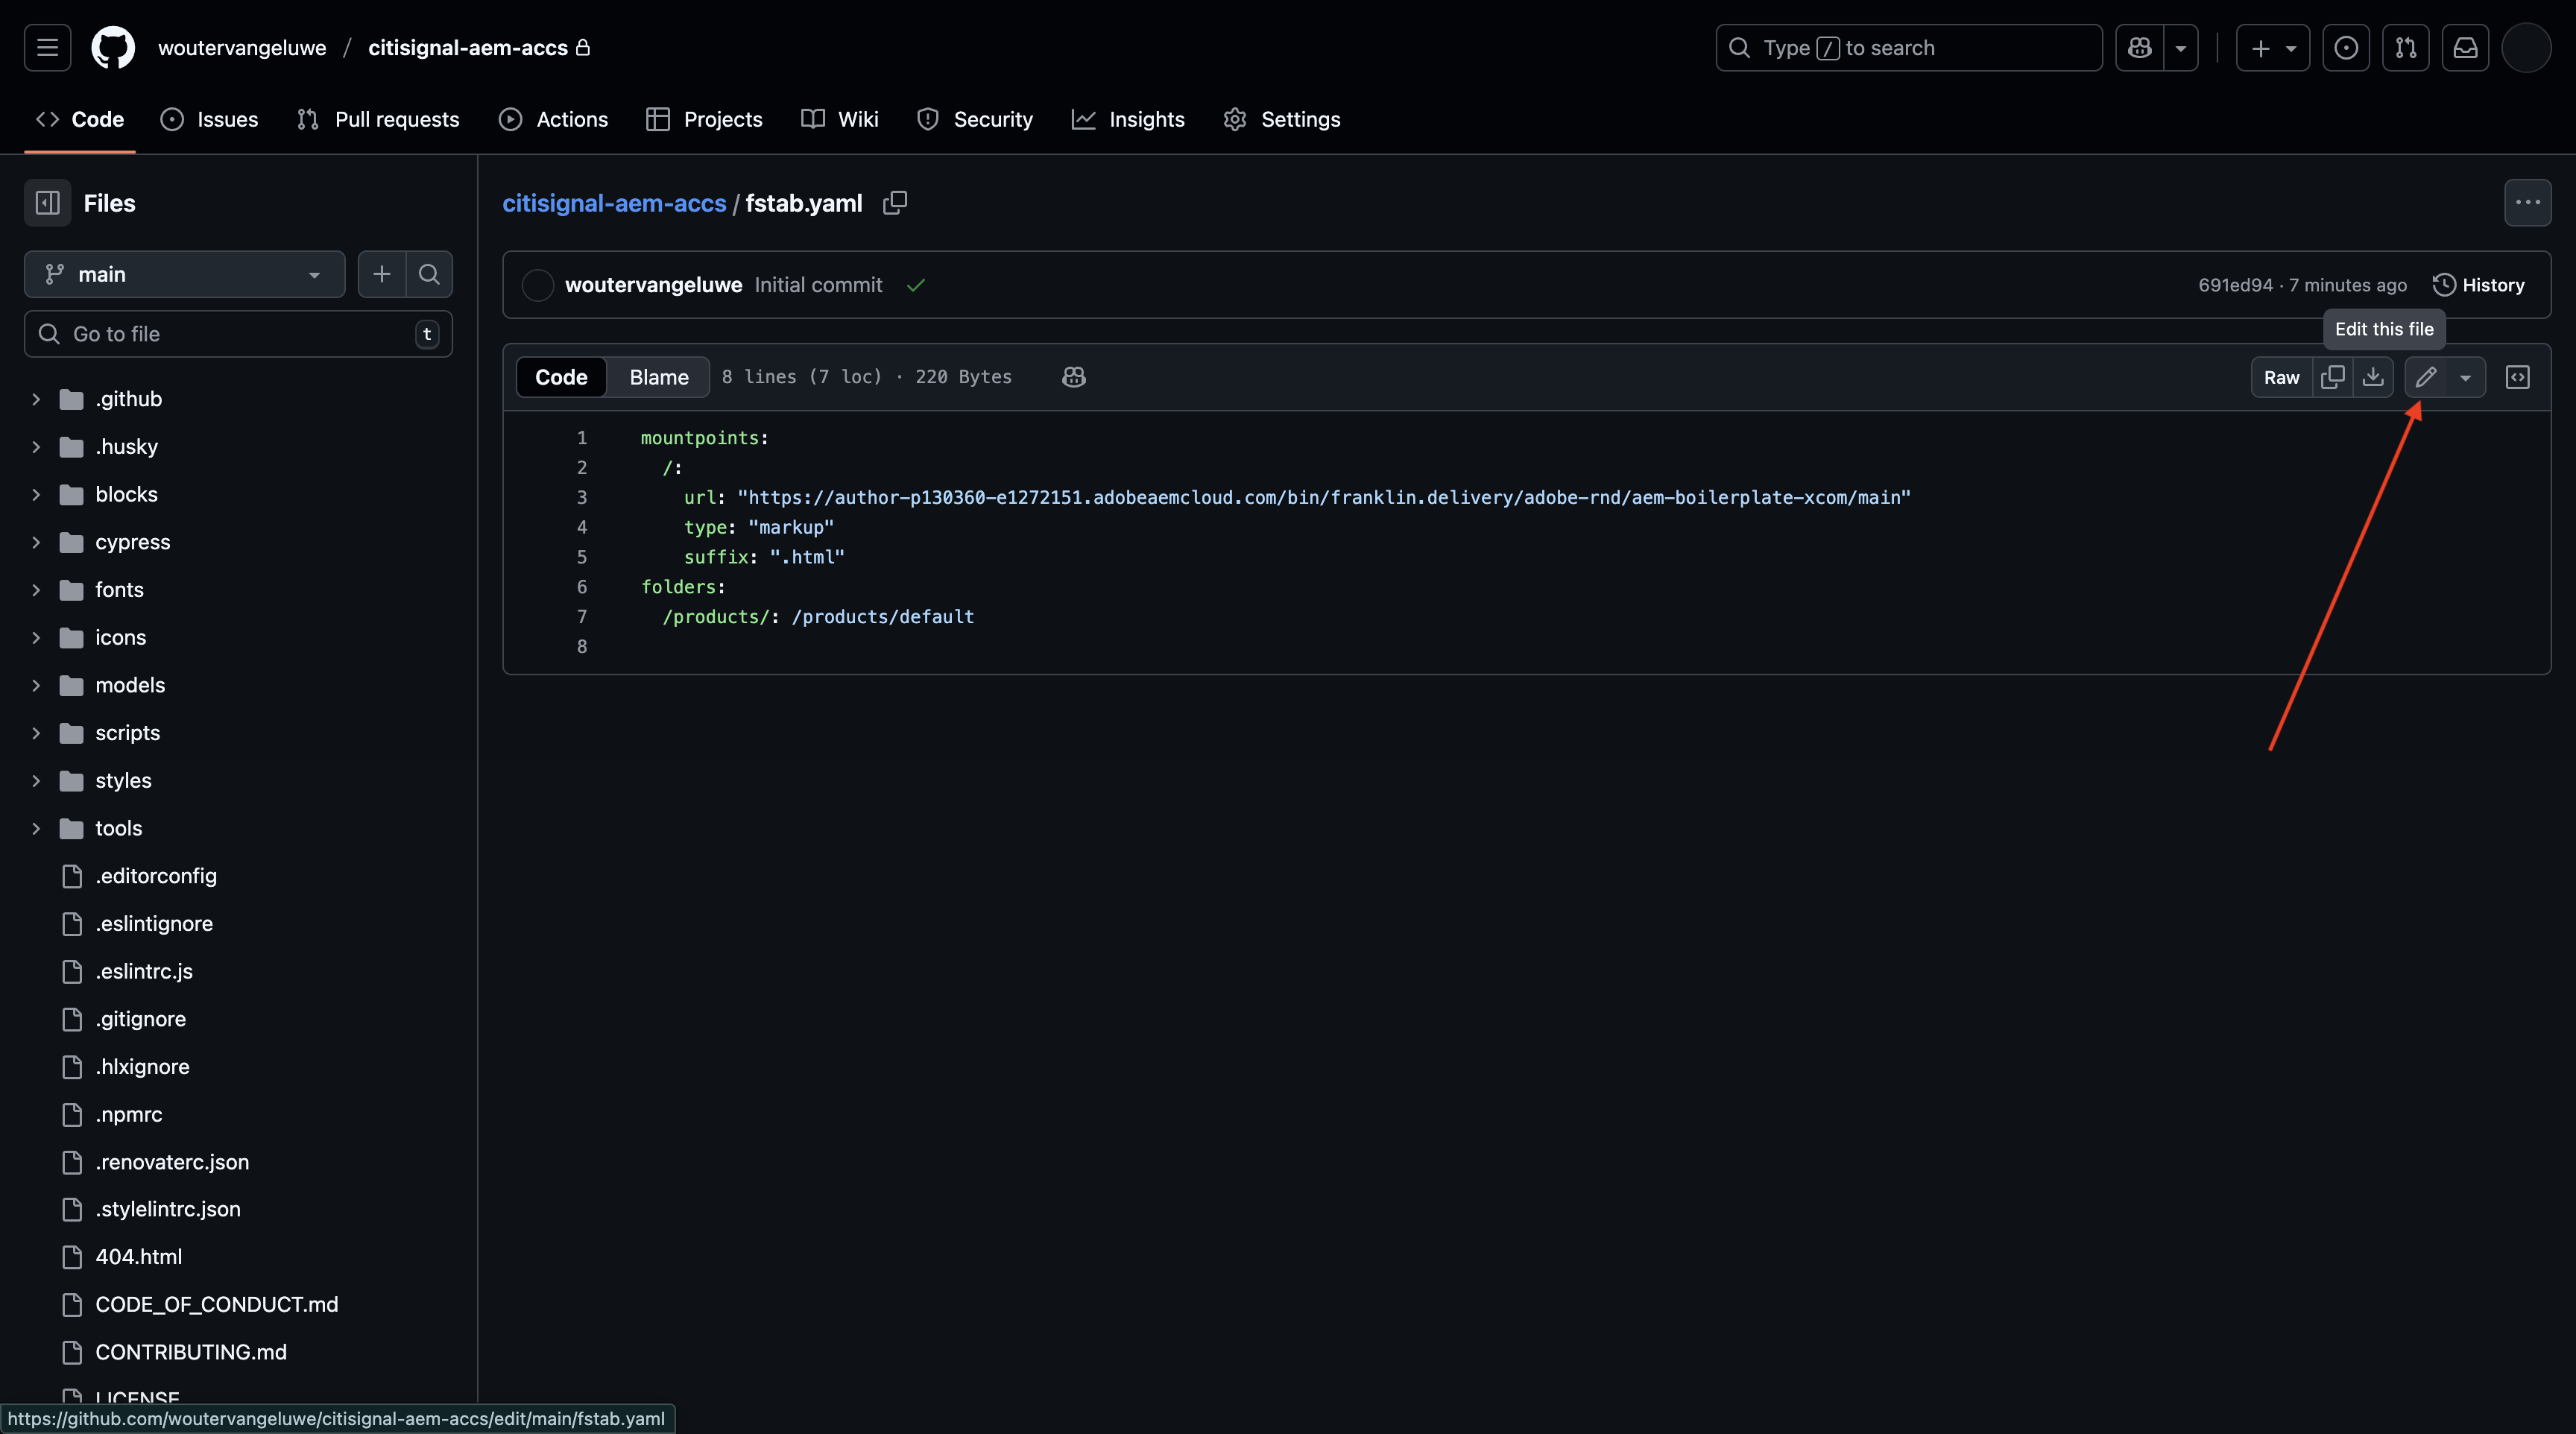 woutervangeluwe / citisignal-aem-accs
Type / to search
Code
Issues
Pull requests
Actions
Projects
Wiki
Security
Insights
Settings
Files
main
Go to file
t
.github
.husky
blocks
cypress
fonts
icons
models
scripts
styles
tools
.editorconfig
.eslintignore
.eslintrc.js
.gitignore
.hlxignore
.npmrc
.renovaterc.json
.stylelintrc.json
404.html
CODE_OF_CONDUCT.md
CONTRIBUTING.md
LICENSE
https://github.com/woutervangeluwe/citisignal-aem-accs/edit/main/fstab.yaml
citisignal-aem-accs / fstab.yaml
woutervangeluwe Initial commit
691ed94 · 7 minutes ago
History
Edit this file
Code
Blame
8 lines (7 loc) · 220 Bytes
Raw
1 mountpoints:
2 /:
3 url: "https://author-p130360-e1272151.adobeaemcloud.com/bin/franklin.delivery/adobe-rnd/aem-boilerplate-xcom/main"
4 type: "markup"
5 suffix: ".html"
6 folders:
7 /products/: /products/default
8